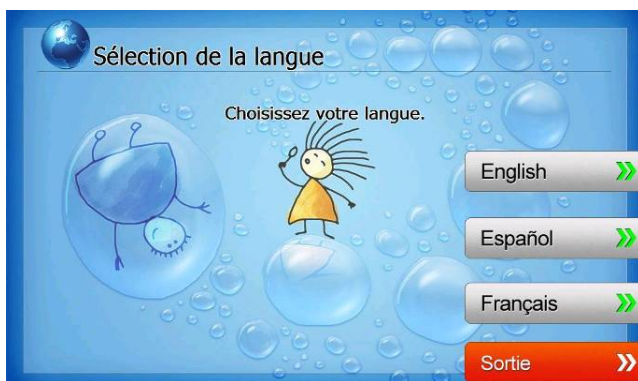 Sélection de la langue
Choisissez votre langue.
English
Español
Français
Sortie